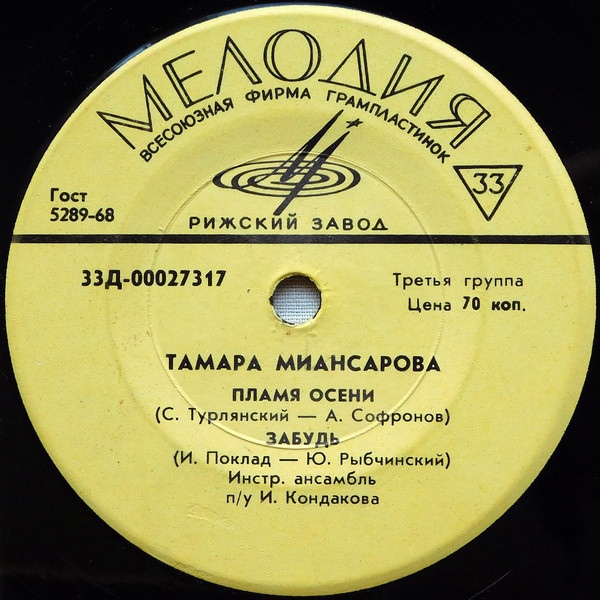 МЕЛОДИЯ
ВСЕСОЮЗНАЯ ФИРМА ГРАМПЛАСТИНОК
33
Гост
5289-68
РИЖСКИЙ ЗАВОД
33Д-00027317
Третья группа
Цена 70 коп.
ТАМАРА МИАНСАРОВА
ПЛАМЯ ОСЕНИ
(С. Турлянский — А. Софронов)
ЗАБУДЬ
(И. Поклад — Ю. Рыбчинский)
Инстр. ансамбль
п/у И. Кондакова